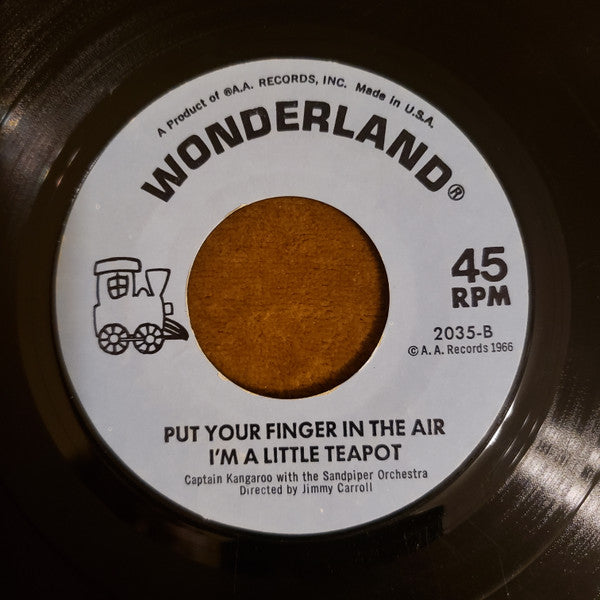 A Product of ®A.A. RECORDS, INC. Made in U.S.A.
WONDERLAND®
45
RPM
2035-B
© A. A. Records 1966
PUT YOUR FINGER IN THE AIR
I'M A LITTLE TEAPOT
Captain Kangaroo with the Sandpiper Orchestra
Directed by Jimmy Carroll